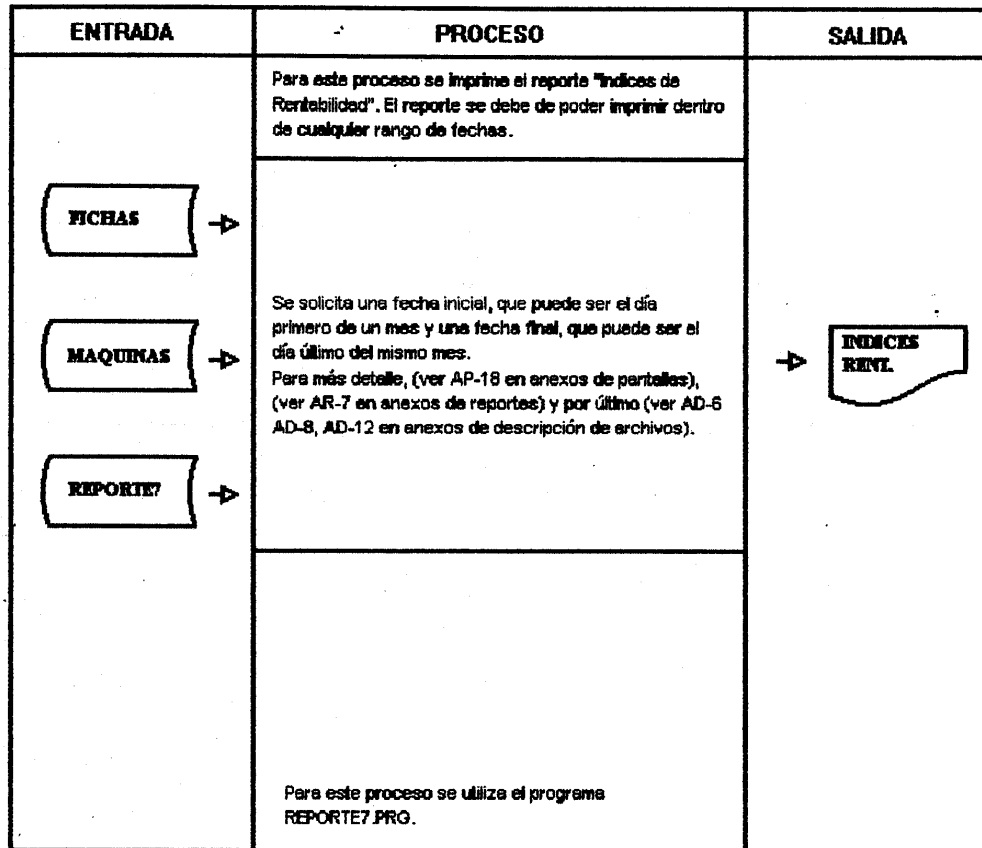 ENTRADA
PROCESO
SALIDA
Para este proceso se imprime el reporte "Indices de
Rentabilidad". El reporte se debe de poder imprimir dentro
de cualquier rango de fechas.
FICHAS
MAQUINAS
REPORTE7
Se solicita una fecha inicial, que puede ser el día
primero de un mes y una fecha final, que puede ser el
día último del mismo mes.
Para más detalle, (ver AP-18 en anexos de pantallas),
(ver AR-7 en anexos de reportes) y por último (ver AD-6
AD-8, AD-12 en anexos de descripción de archivos).
INDICES
RENT.
Para este proceso se utiliza el programa
REPORTE7.PRG.